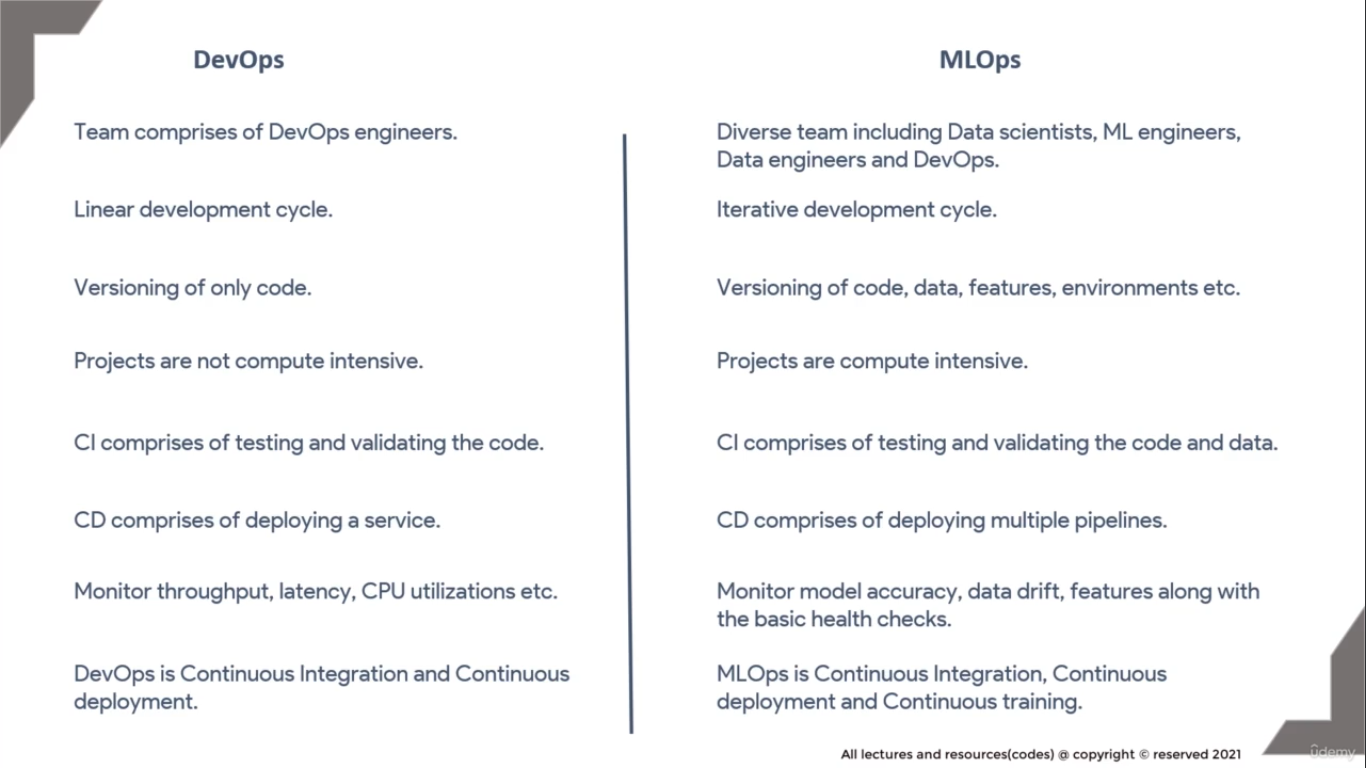 DevOps
MLOps
Team comprises of DevOps engineers.
Diverse team including Data scientists, ML engineers,
Data engineers and DevOps.
Linear development cycle.
Iterative development cycle.
Versioning of only code.
Versioning of code, data, features, environments etc.
Projects are not compute intensive.
Projects are compute intensive.
CI comprises of testing and validating the code.
CI comprises of testing and validating the code and data.
CD comprises of deploying a service.
CD comprises of deploying multiple pipelines.
Monitor throughput, latency, CPU utilizations etc.
Monitor model accuracy, data drift, features along with
the basic health checks.
DevOps is Continuous Integration and Continuous
deployment.
MLOps is Continuous Integration, Continuous
deployment and Continuous training.
All lectures and resources(codes) @ copyright © reserved 2021
ûdemy